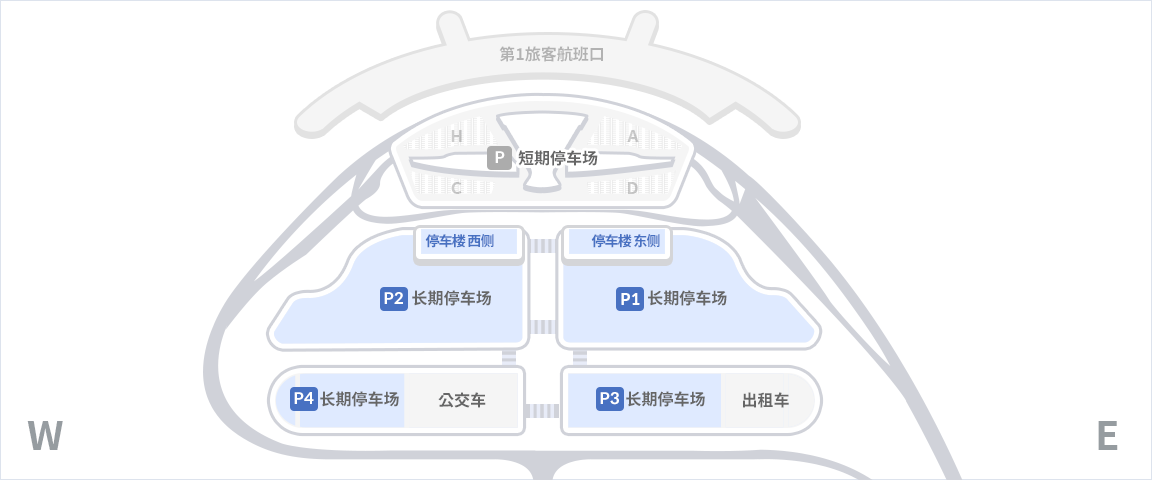 第1旅客航班口
H
A
P 短期停车场
C
D
停车楼 西侧
停车楼 东侧
P2 长期停车场
P1 长期停车场
P4 长期停车场
公交车
P3 长期停车场
出租车
W
E